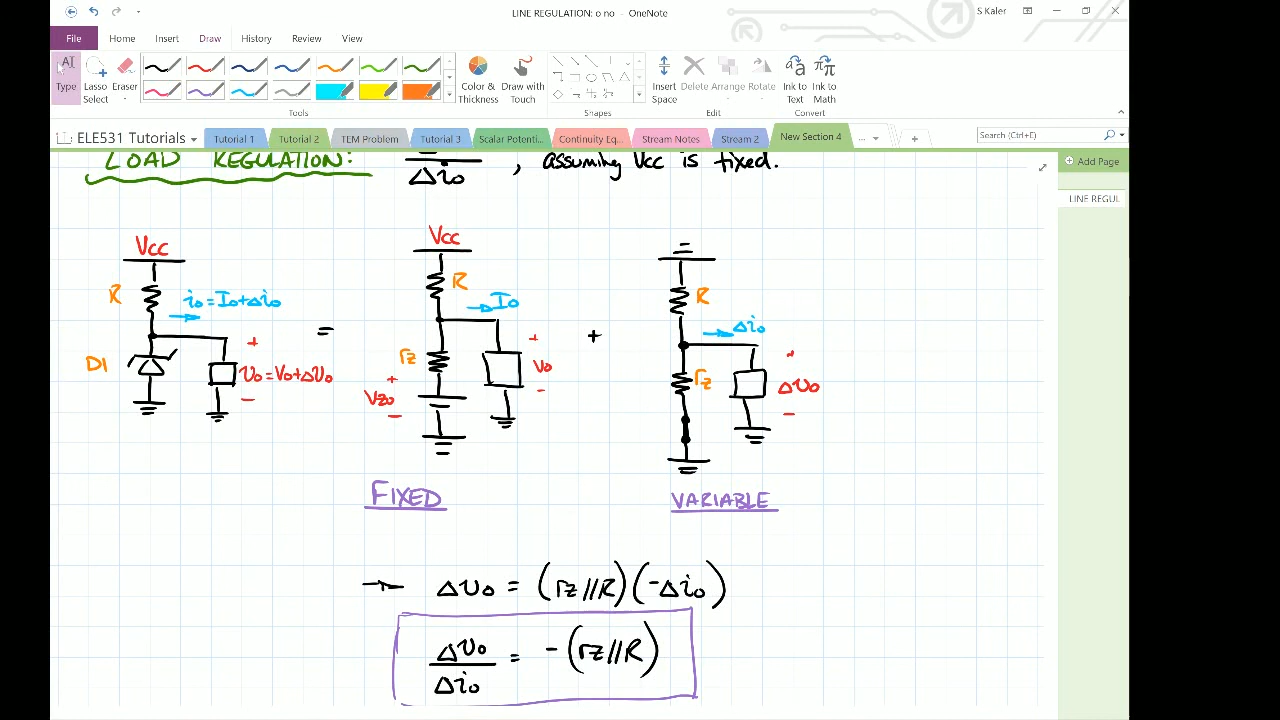 LINE REGULATION: o no - OneNote
S Kaler
File Home Insert Draw History Review View
Type
Lasso Select
Eraser
Color & Thickness
Draw with Touch
Insert Space
Delete
Arrange
Rotate
Ink to Text
Ink to Math
Tools
Shapes
Edit
Convert
ELE531 Tutorials
Tutorial 1
Tutorial 2
TEM Problem
Tutorial 3
Scalar Potenti...
Continuity Eq...
Stream Notes
Stream 2
New Section 4
...
Search (Ctrl+E)
Add Page
LINE REGUL
LOAD REGULATION:
Δio , assuming Vcc is fixed.
Vcc
R
io = Io + Δio
D1
+
vo = Vo + Δvo
-
=
Vcc
R
Io
rz
+
Vzo
-
+
Vo
-
+
R
Δio
rz
+
Δvo
-
FIXED
VARIABLE
→ Δvo = (rz//R)(-Δio)
Δvo
Δio
= -(rz//R)